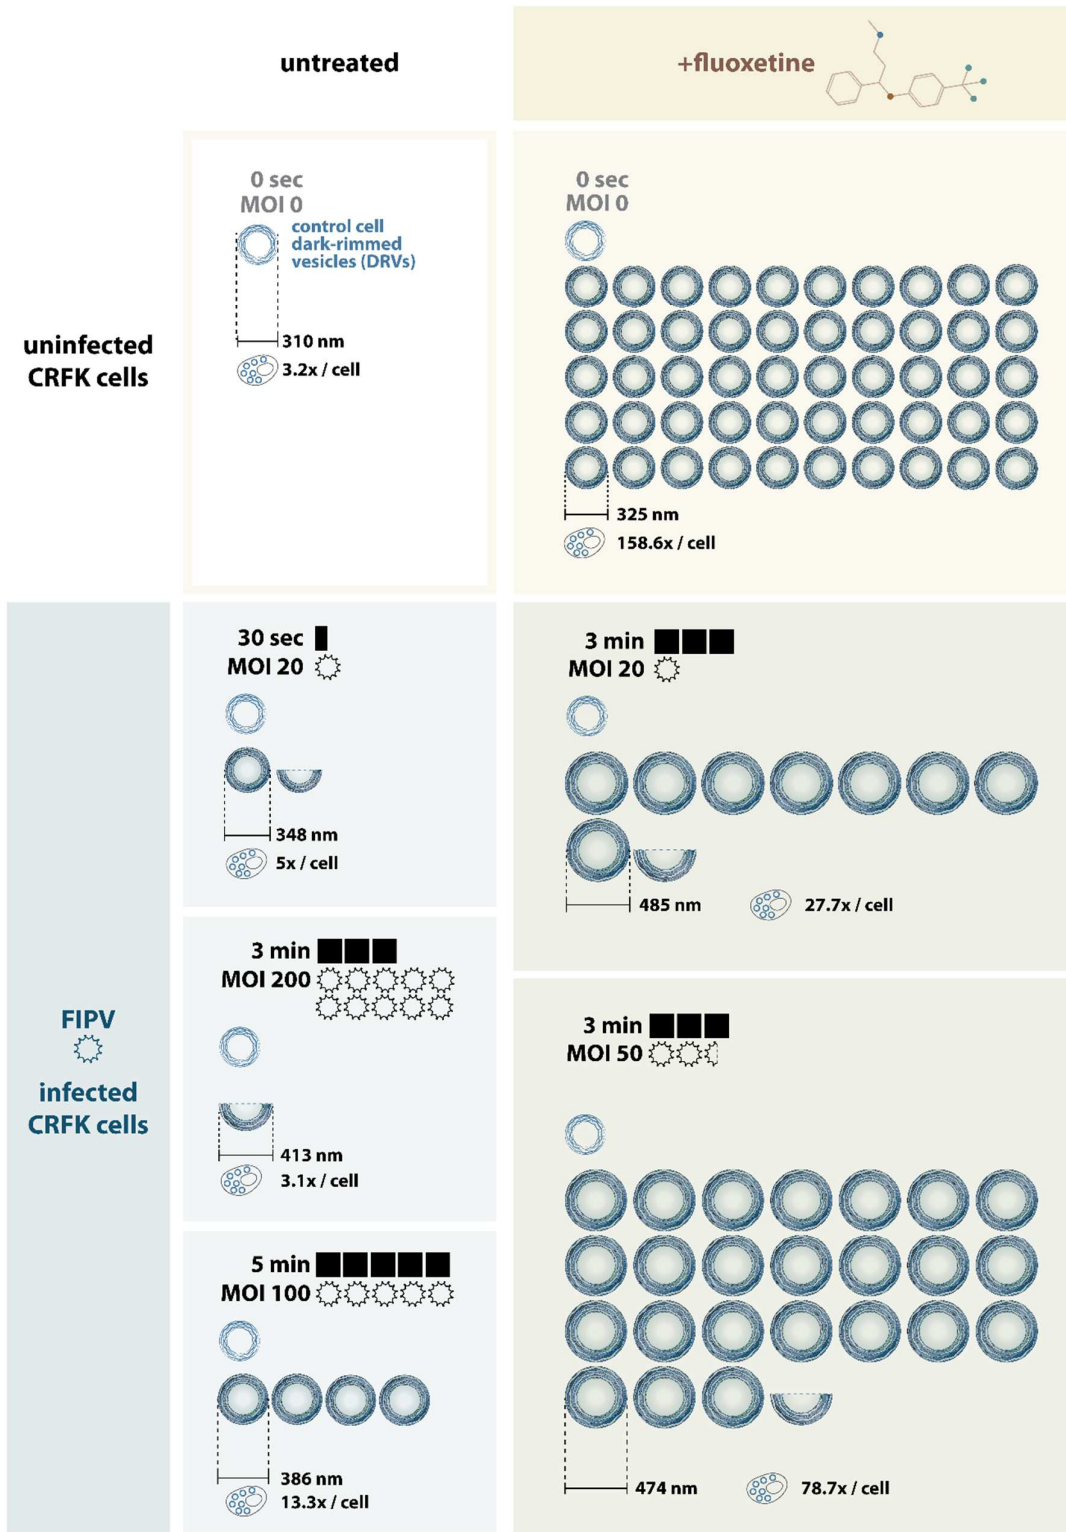 untreated
+fluoxetine
uninfected
CRFK cells
0 sec
MOI 0
control cell
dark-rimmed
vesicles (DRVs)
310 nm
3.2x / cell
0 sec
MOI 0
325 nm
158.6x / cell
FIPV
infected
CRFK cells
30 sec
MOI 20
348 nm
5x / cell
3 min
MOI 200
413 nm
3.1x / cell
5 min
MOI 100
386 nm
13.3x / cell
3 min
MOI 20
485 nm
27.7x / cell
3 min
MOI 50
474 nm
78.7x / cell